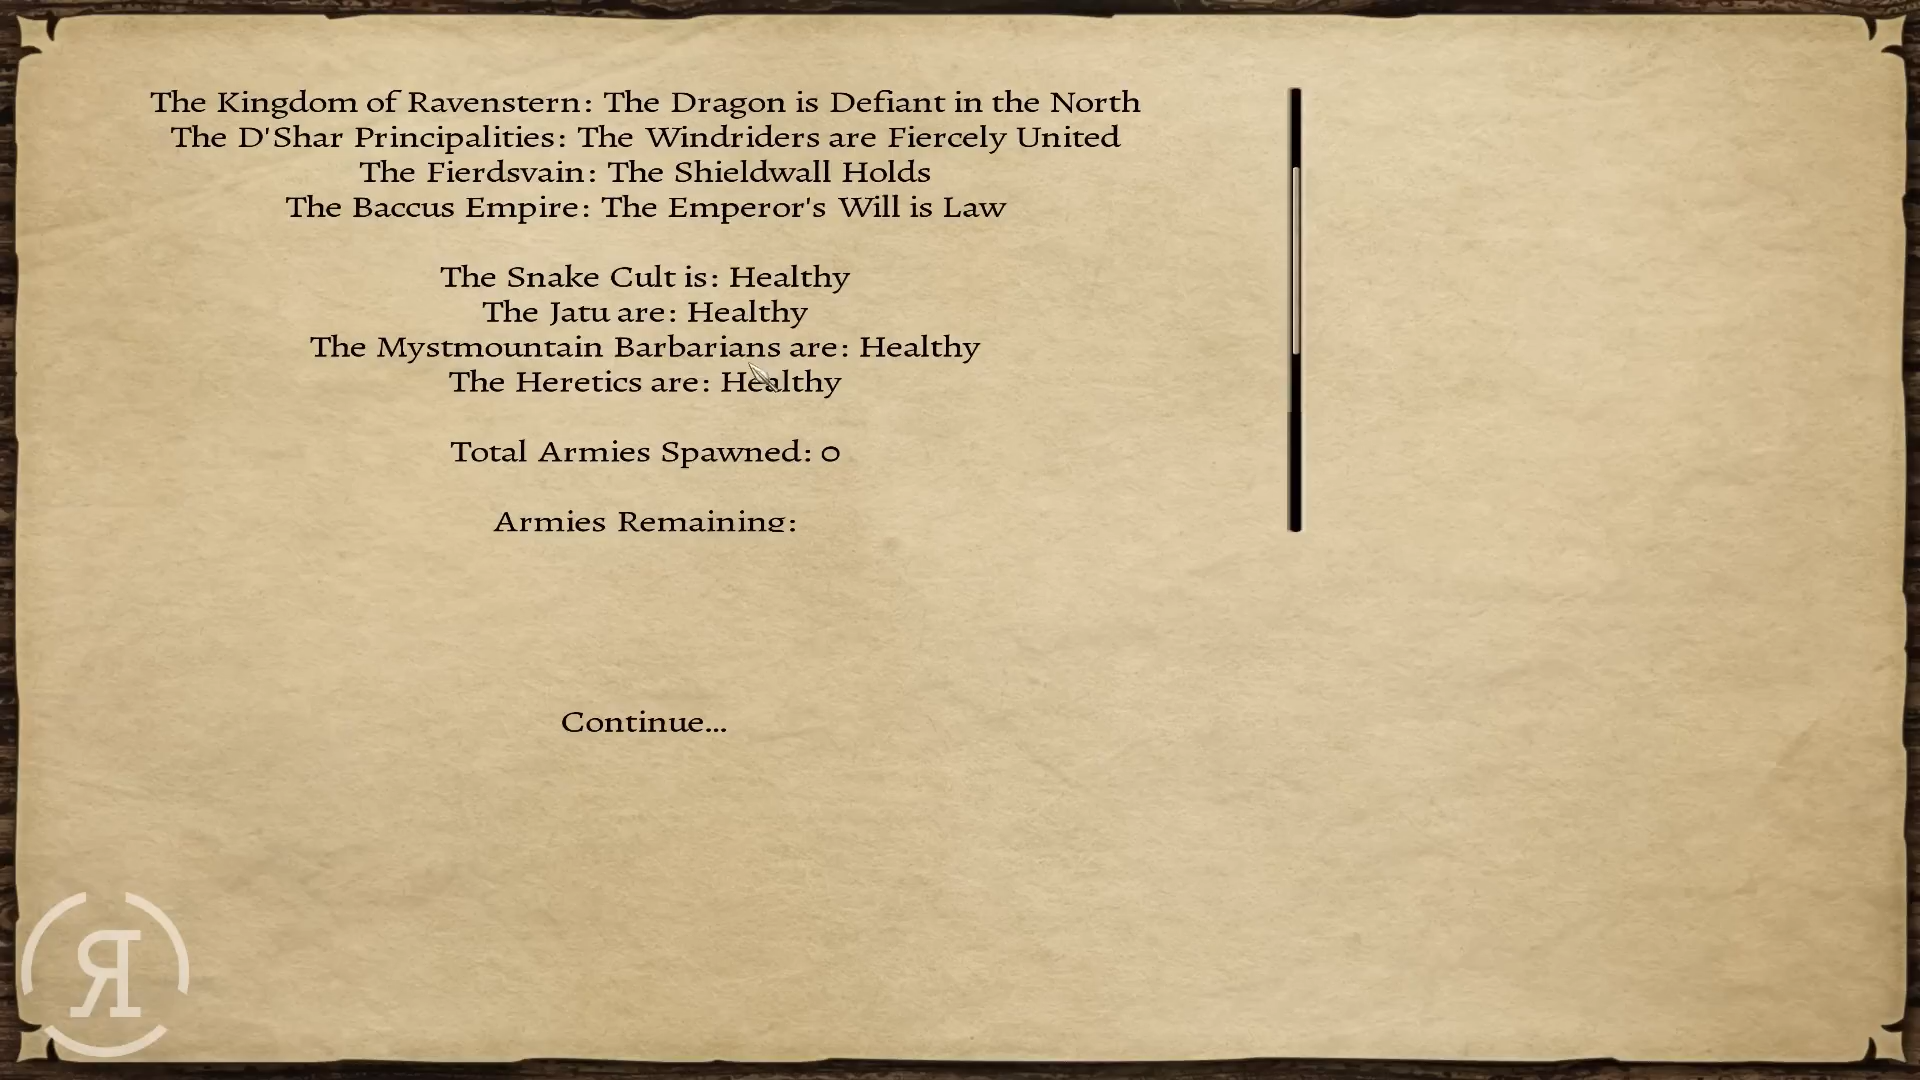 The Kingdom of Ravenstern: The Dragon is Defiant in the North
The D'Shar Principalities: The Windriders are Fiercely United
The Fierdsvain: The Shieldwall Holds
The Baccus Empire: The Emperor's Will is Law
The Snake Cult is: Healthy
The Jatu are: Healthy
The Mystmountain Barbarians are: Healthy
The Heretics are: Healthy
Total Armies Spawned: 0
Armies Remaining:
Continue...
Я